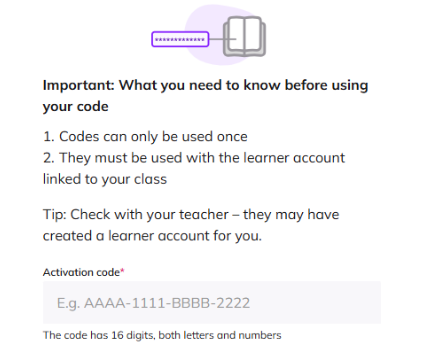 *************
Important: What you need to know before using
your code
1. Codes can only be used once
2. They must be used with the learner account
linked to your class
Tip: Check with your teacher – they may have
created a learner account for you.
Activation code*
E.g. AAAA-1111-BBBB-2222
The code has 16 digits, both letters and numbers